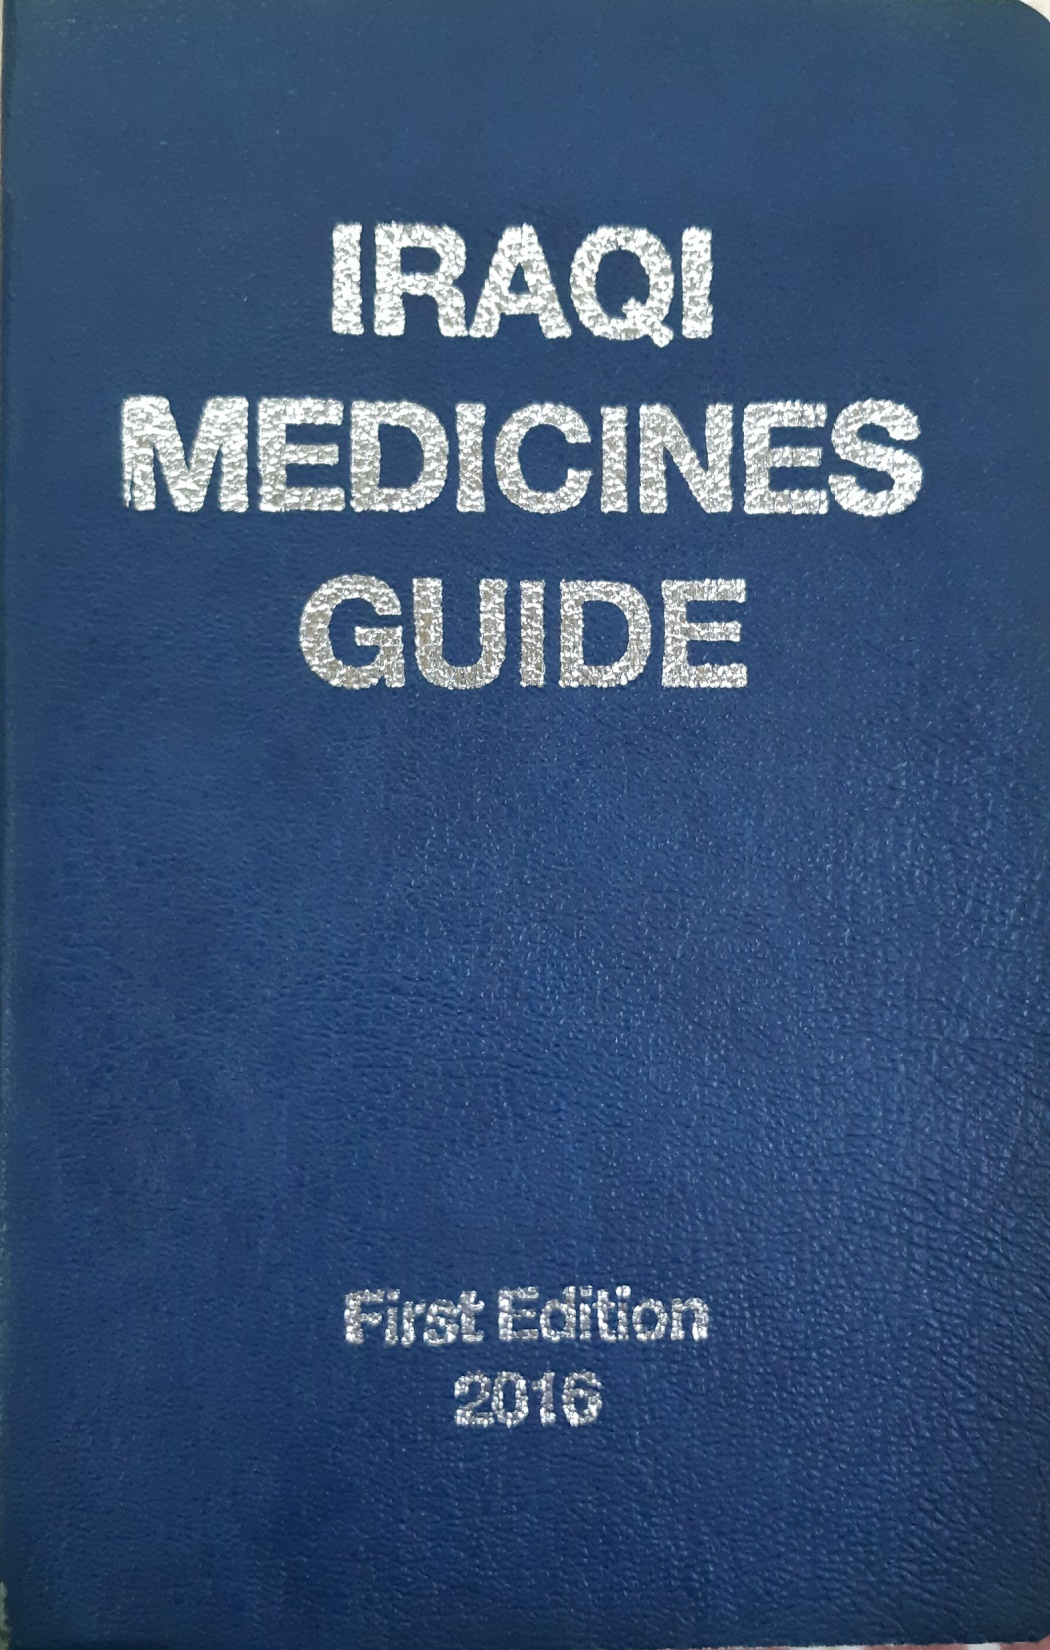 IRAQI
MEDICINES
GUIDE
First Edition
2016